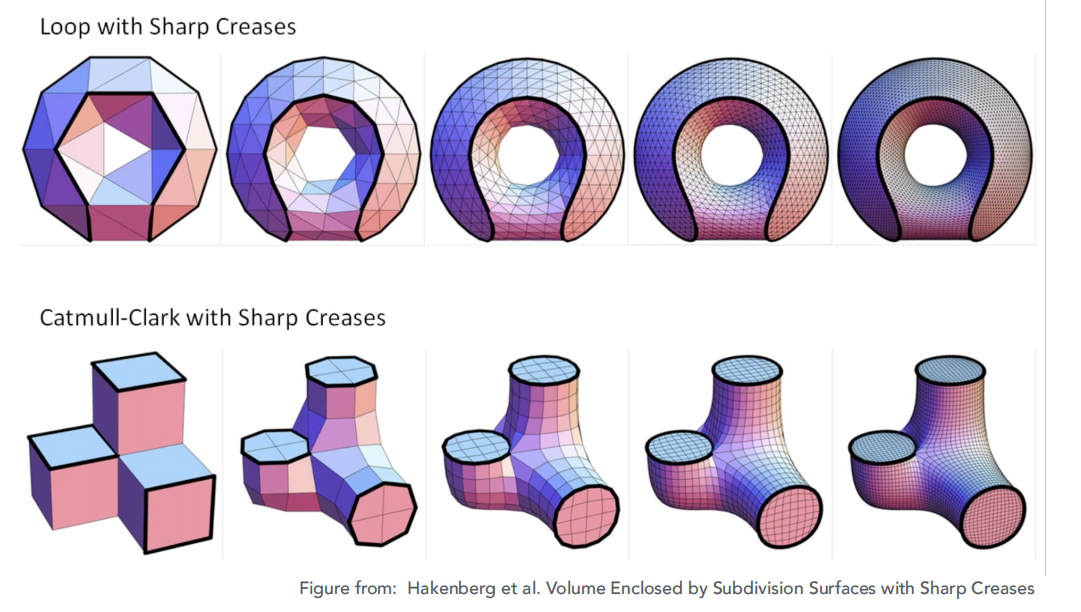 Loop with Sharp Creases
Catmull-Clark with Sharp Creases
Figure from:  Hakenberg et al. Volume Enclosed by Subdivision Surfaces with Sharp Creases